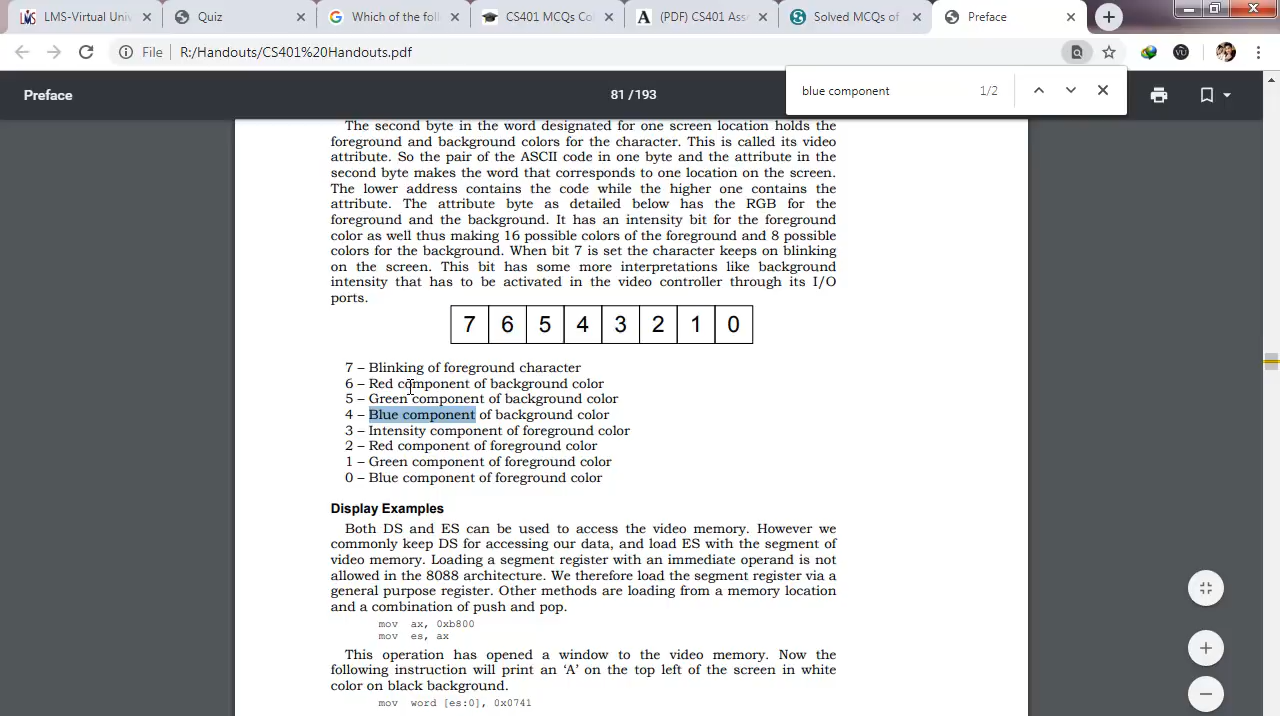 LMS-Virtual Univ
Quiz
Which of the foll
CS401 MCQs Co
(PDF) CS401 Ass
Solved MCQs of
Preface
File
R:/Handouts/CS401%20Handouts.pdf
VU
blue component
1/2
Preface
81 / 193
The second byte in the word designated for one screen location holds the
foreground and background colors for the character. This is called its video
attribute. So the pair of the ASCII code in one byte and the attribute in the
second byte makes the word that corresponds to one location on the screen.
The lower address contains the code while the higher one contains the
attribute. The attribute byte as detailed below has the RGB for the
foreground and the background. It has an intensity bit for the foreground
color as well thus making 16 possible colors of the foreground and 8 possible
colors for the background. When bit 7 is set the character keeps on blinking
on the screen. This bit has some more interpretations like background
intensity that has to be activated in the video controller through its I/O
ports.
7 6 5 4 3 2 1 0
7 – Blinking of foreground character
6 – Red component of background color
5 – Green component of background color
4 – Blue component of background color
3 – Intensity component of foreground color
2 – Red component of foreground color
1 – Green component of foreground color
0 – Blue component of foreground color
Display Examples
Both DS and ES can be used to access the video memory. However we
commonly keep DS for accessing our data, and load ES with the segment of
video memory. Loading a segment register with an immediate operand is not
allowed in the 8088 architecture. We therefore load the segment register via a
general purpose register. Other methods are loading from a memory location
and a combination of push and pop.
mov ax, 0xb800
mov es, ax
This operation has opened a window to the video memory. Now the
following instruction will print an ‘A’ on the top left of the screen in white
color on black background.
mov word [es:0], 0x0741